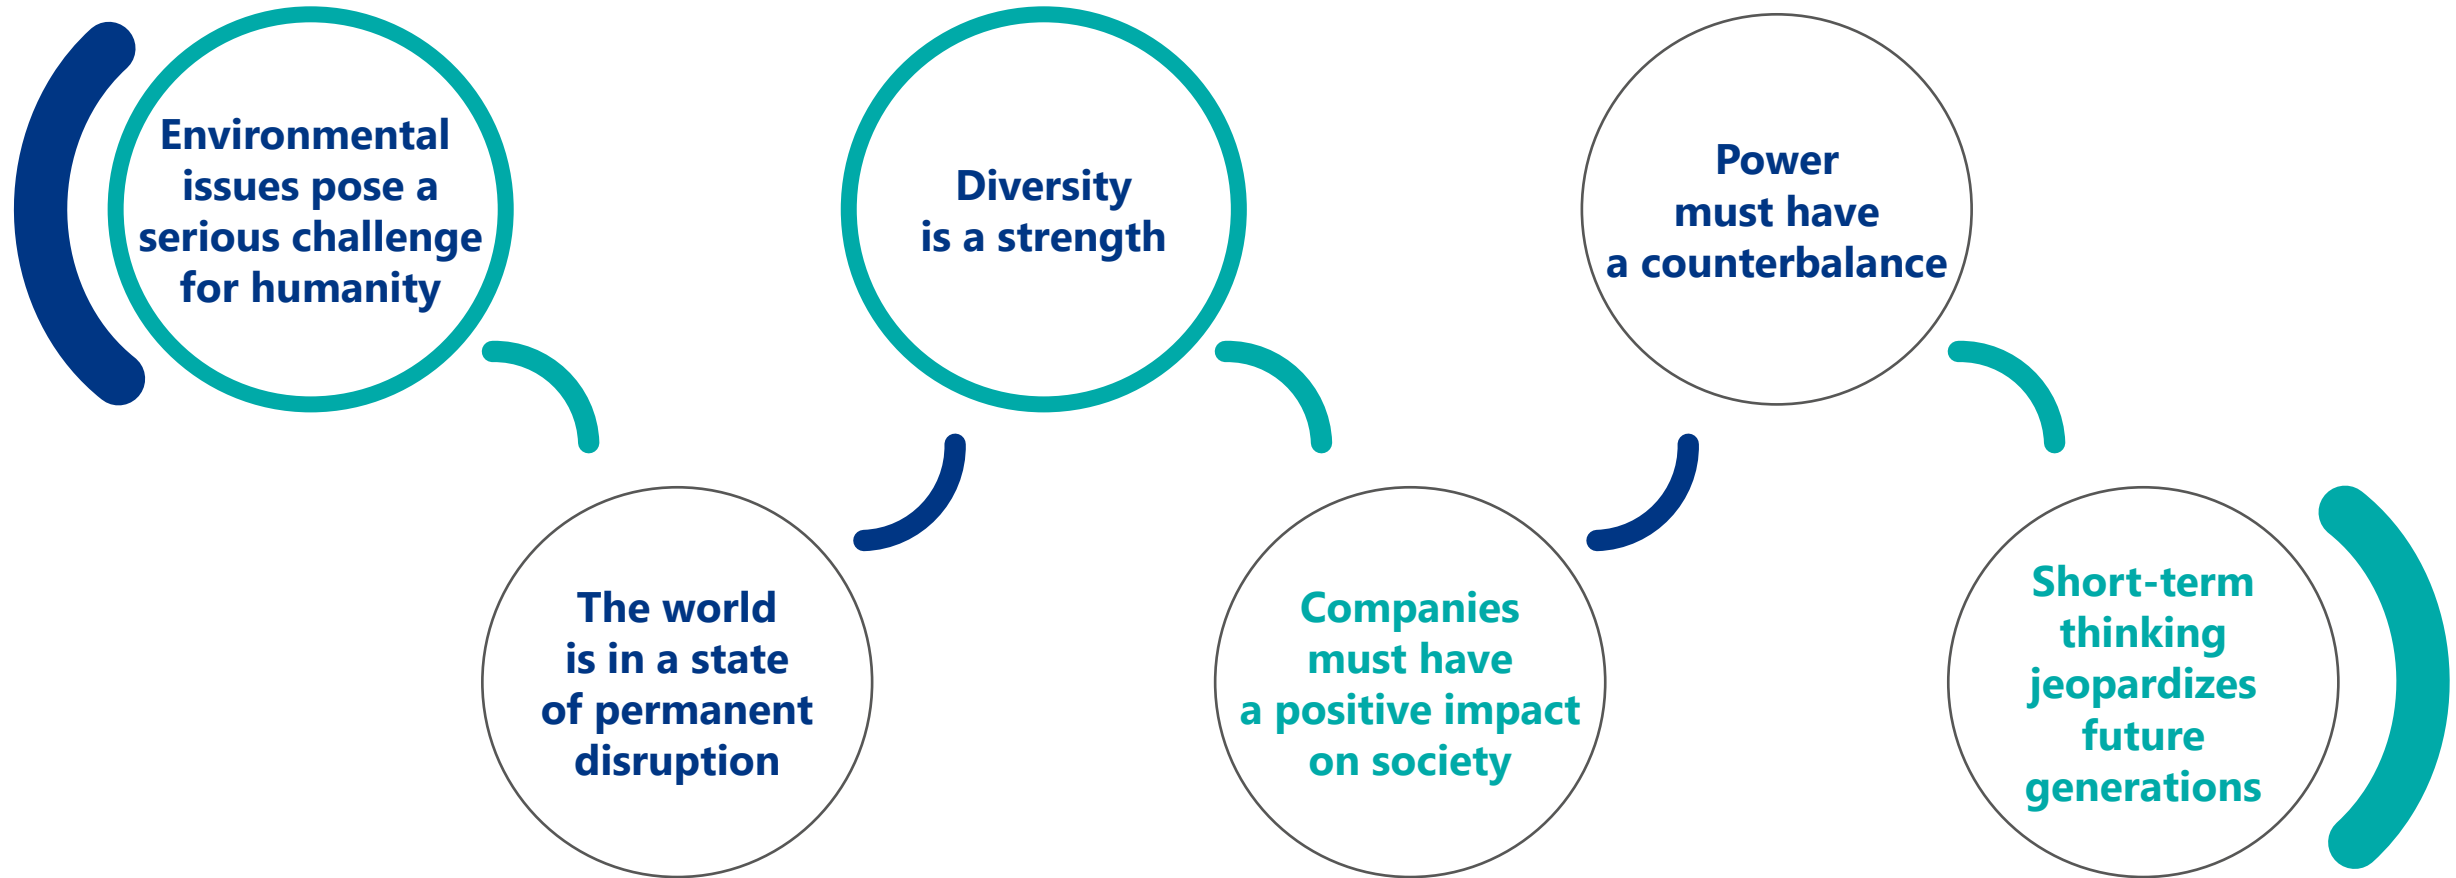 Environmental
issues pose a
serious challenge
for humanity
The world
is in a state
of permanent
disruption
Diversity
is a strength
Companies
must have
a positive impact
on society
Power
must have
a counterbalance
Short-term
thinking
jeopardizes
future
generations